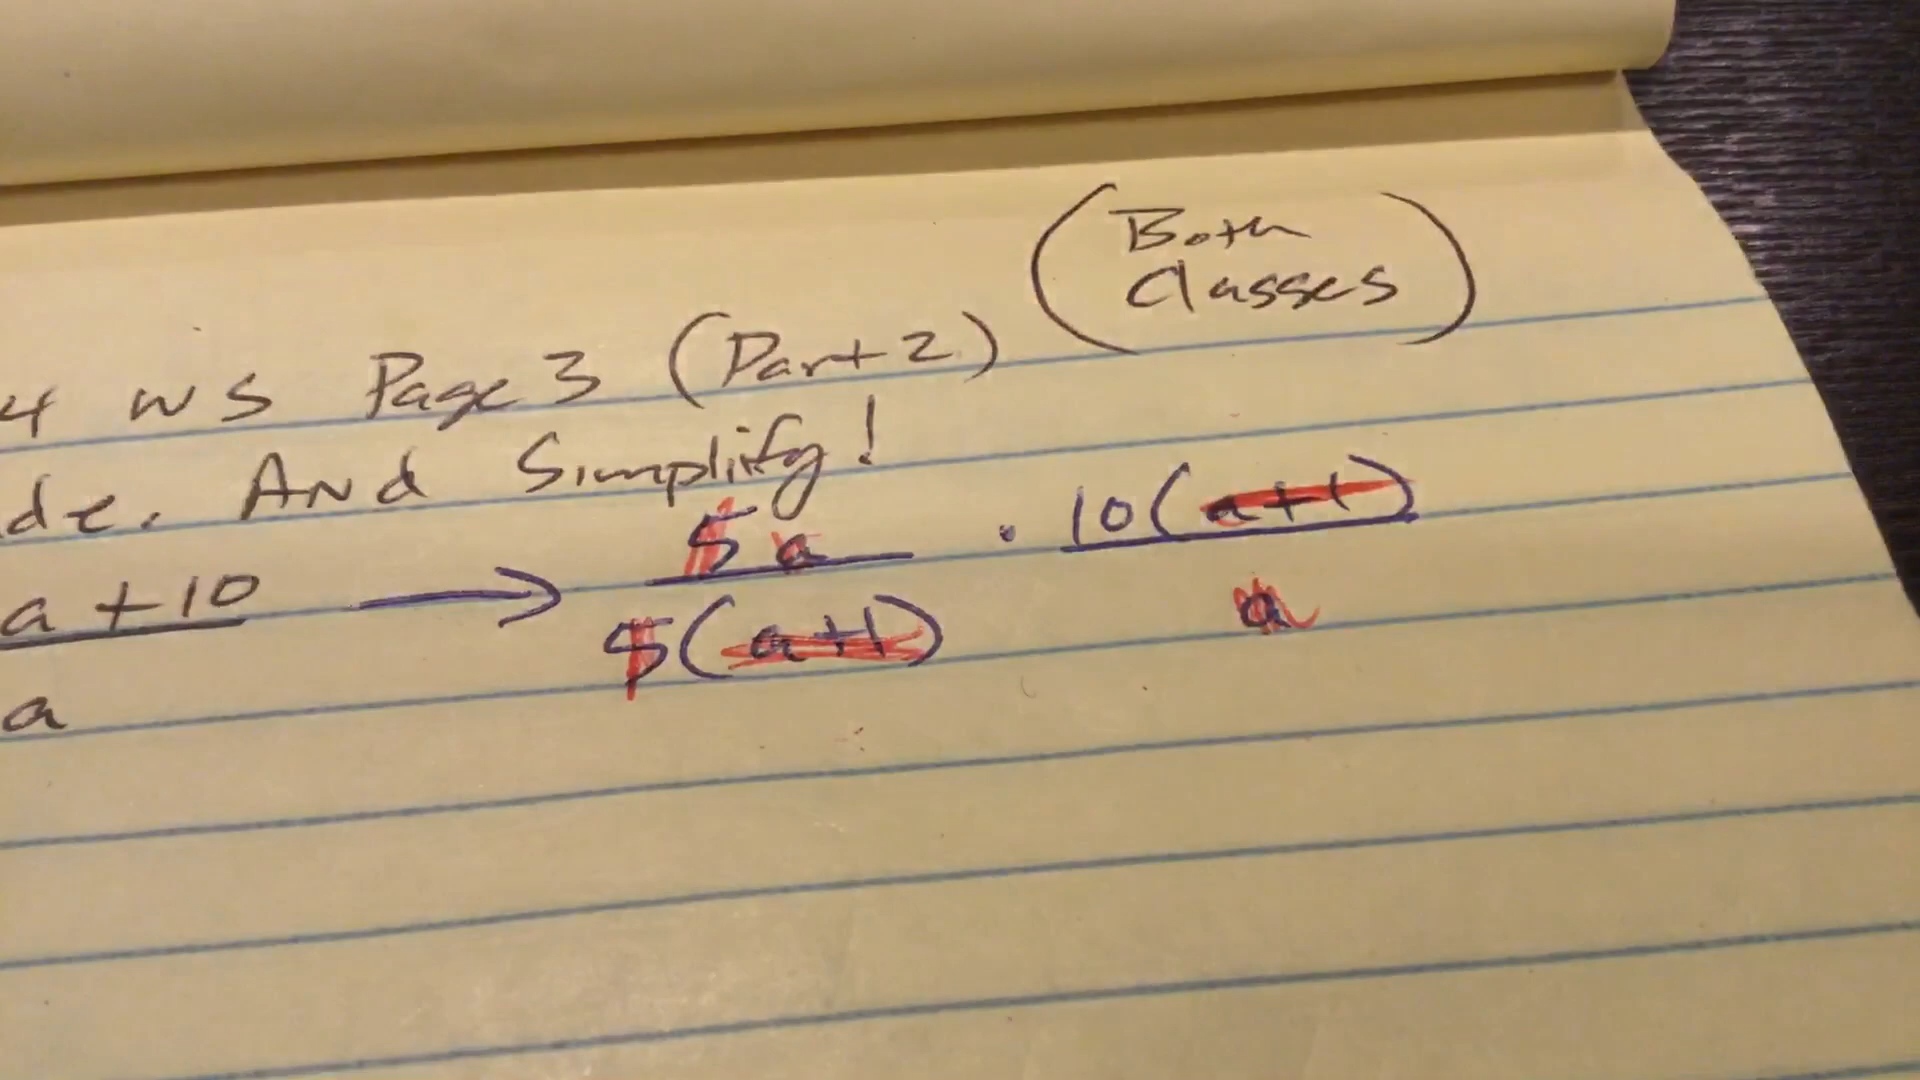 (Both
Classes)
4 WS Page 3 (Part 2)
de. And Simplify!
a + 10 → 5a / 5(a+1) · 10(a+1) / a
a